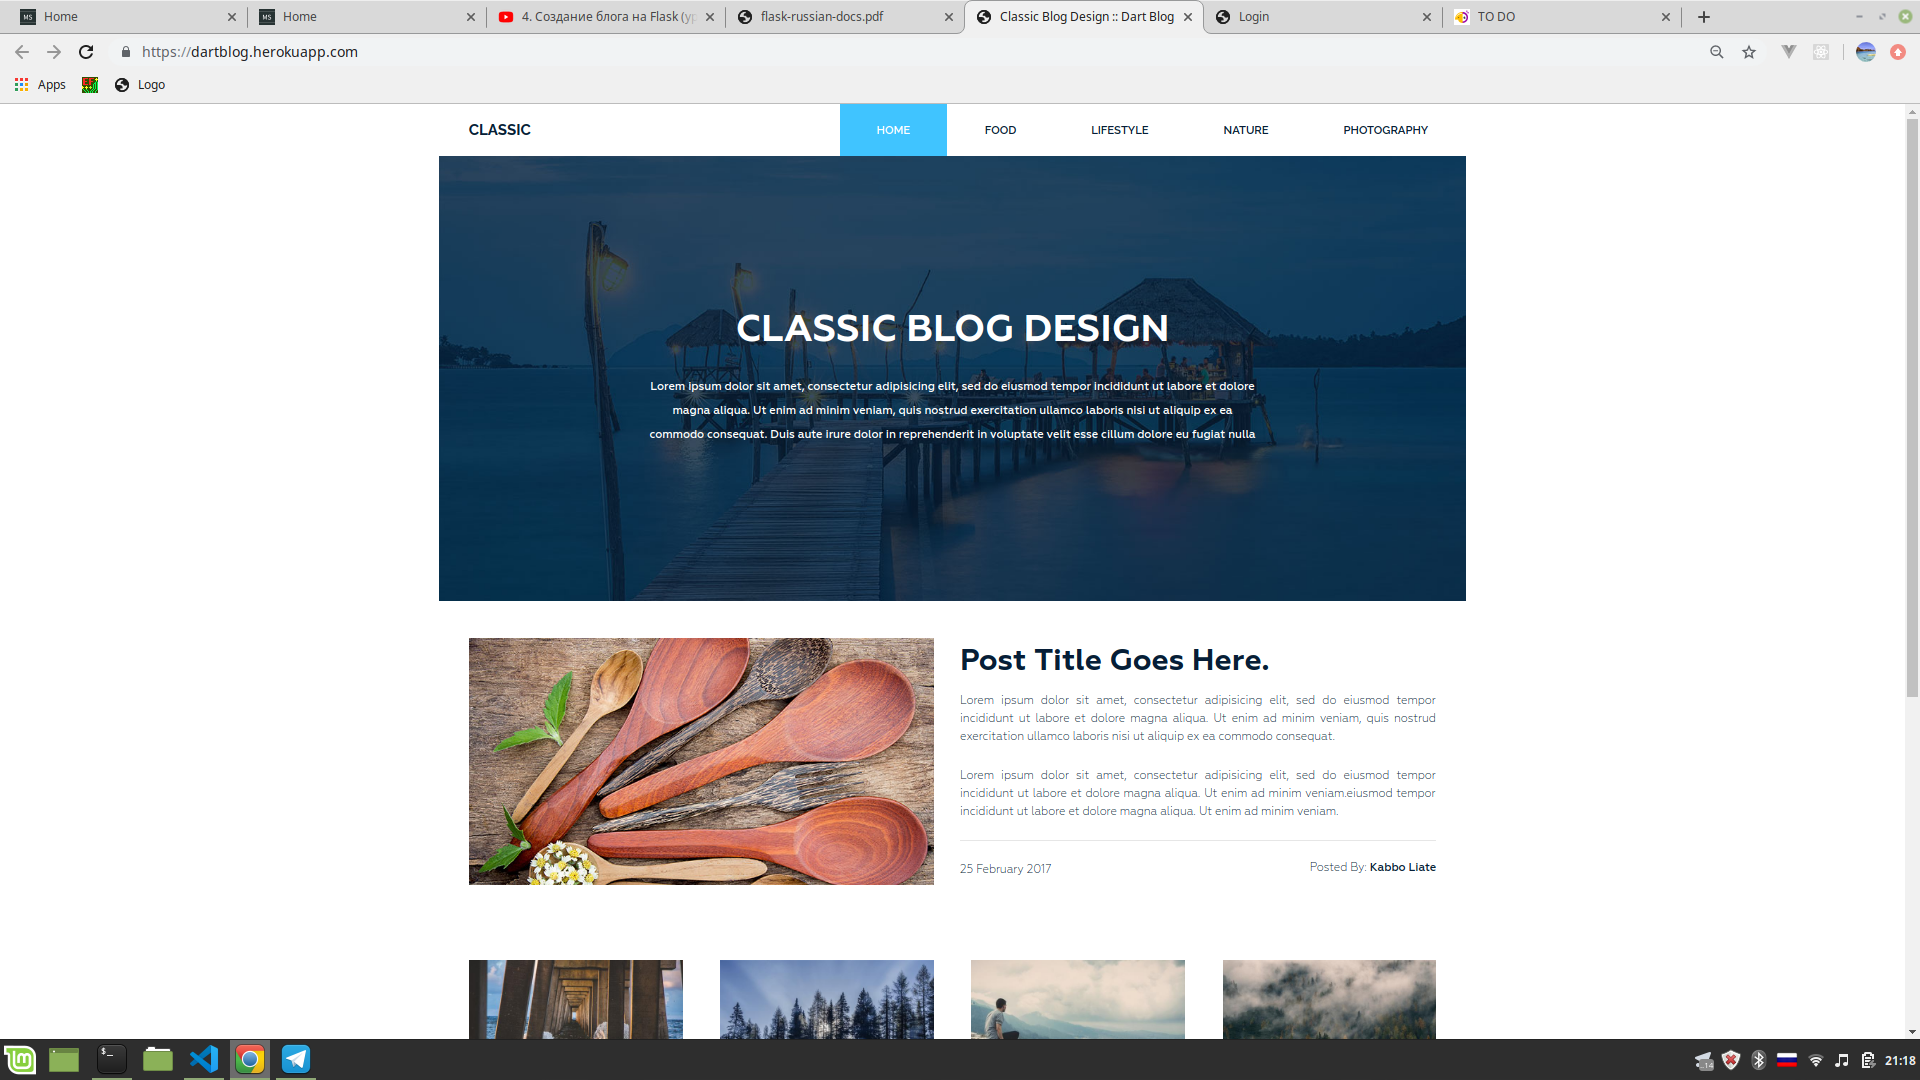 Home
Home
4. Создание блога на Flask (у
flask-russian-docs.pdf
Classic Blog Design :: Dart Blog
Login
TO DO
https://dartblog.herokuapp.com
Apps
Logo
CLASSIC
HOME
FOOD
LIFESTYLE
NATURE
PHOTOGRAPHY
CLASSIC BLOG DESIGN
Lorem ipsum dolor sit amet, consectetur adipisicing elit, sed do eiusmod tempor incididunt ut labore et dolore
magna aliqua. Ut enim ad minim veniam, quis nostrud exercitation ullamco laboris nisi ut aliquip ex ea
commodo consequat. Duis aute irure dolor in reprehenderit in voluptate velit esse cillum dolore eu fugiat nulla
Post Title Goes Here.
Lorem ipsum dolor sit amet, consectetur adipisicing elit, sed do eiusmod tempor
incididunt ut labore et dolore magna aliqua. Ut enim ad minim veniam, quis nostrud
exercitation ullamco laboris nisi ut aliquip ex ea commodo consequat.
Lorem ipsum dolor sit amet, consectetur adipisicing elit, sed do eiusmod tempor
incididunt ut labore et dolore magna aliqua. Ut enim ad minim veniam.eiusmod tempor
incididunt ut labore et dolore magna aliqua. Ut enim ad minim veniam.
25 February 2017
Posted By: Kabbo Liate
21:18